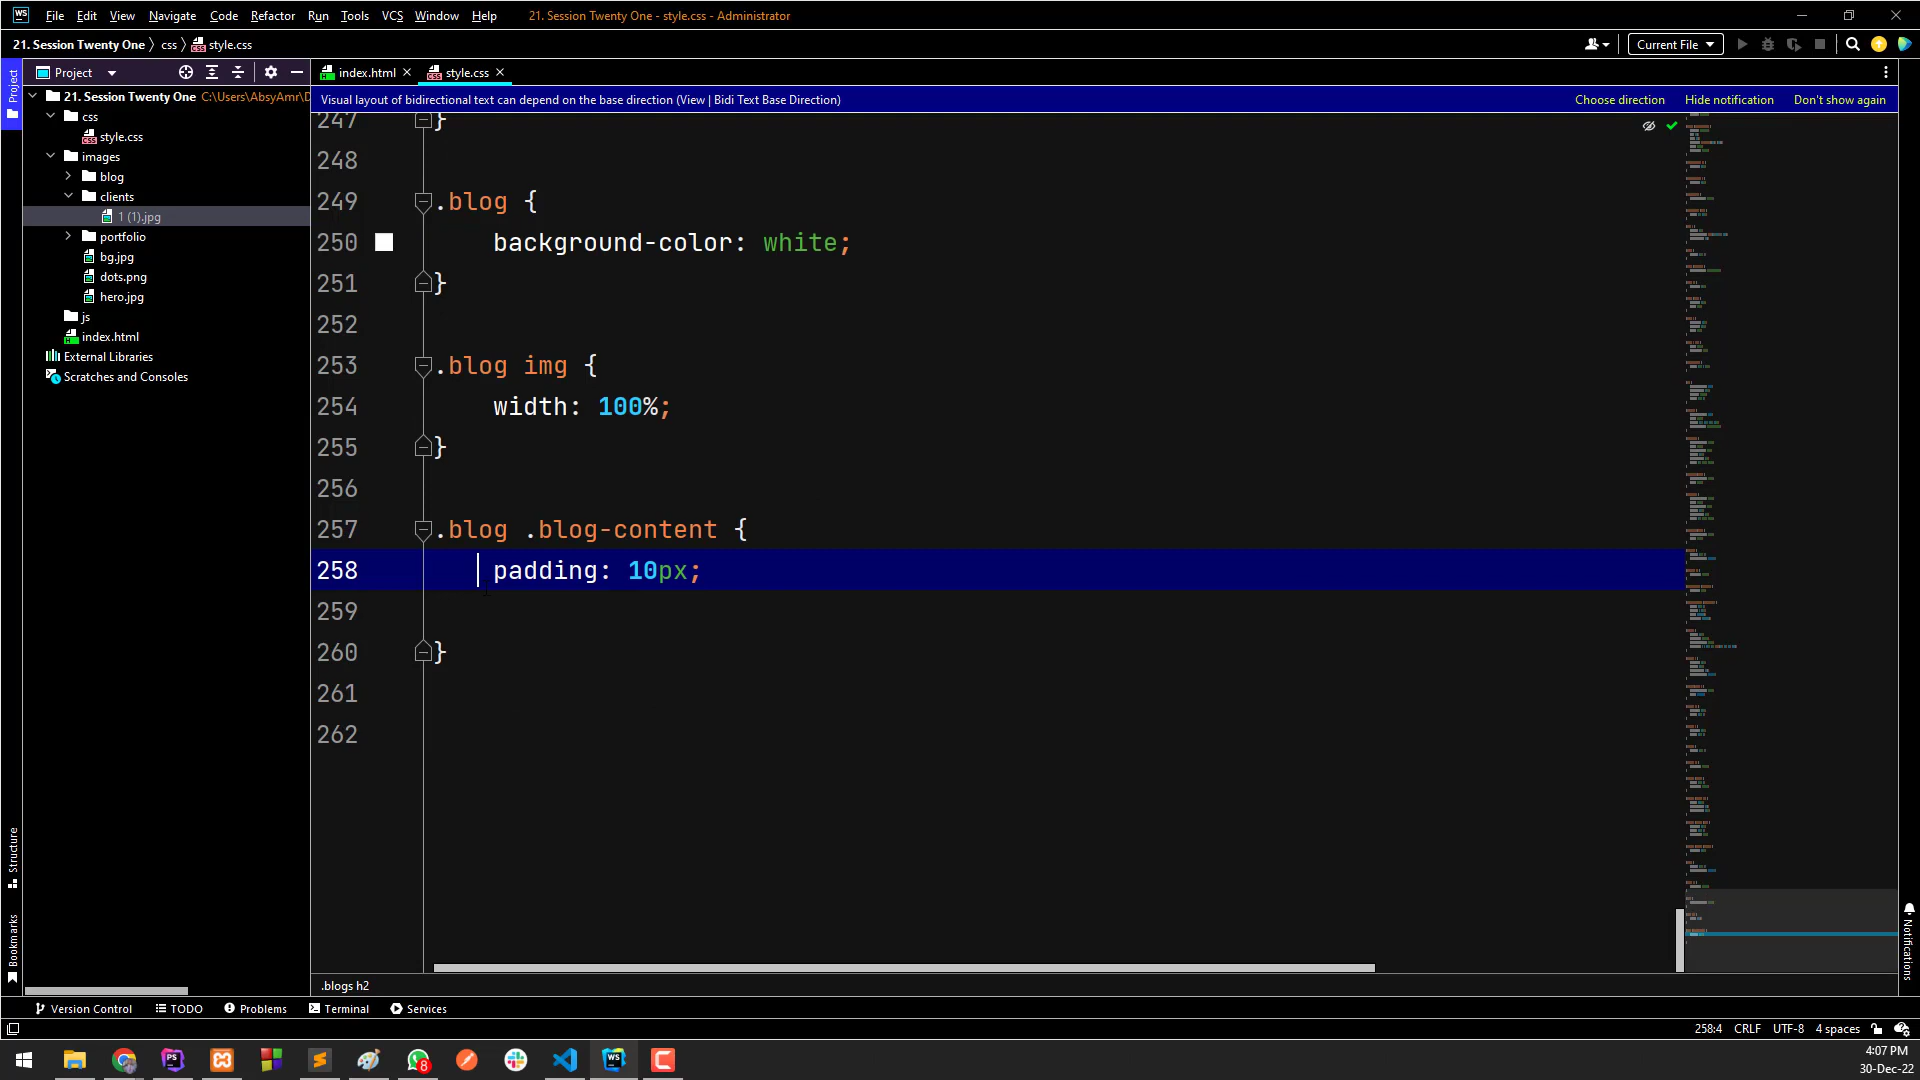 WS File Edit View Navigate Code Refactor Run Tools VCS Window Help 21. Session Twenty One - style.css - Administrator
21. Session Twenty One > css > style.css Current File
Project index.html style.css
Project
21. Session Twenty One C:\Users\AbsyAmr\D
Visual layout of bidirectional text can depend on the base direction (View | Bidi Text Base Direction) Choose direction Hide notification Don't show again
css
style.css
images
blog
clients
1 (1).jpg
portfolio
bg.jpg
dots.png
hero.jpg
js
index.html
External Libraries
Scratches and Consoles
247 }
248
249 .blog {
250 background-color: white;
251 }
252
253 .blog img {
254 width: 100%;
255 }
256
257 .blog .blog-content {
258 padding: 10px;
259
260 }
261
262
Structure
Bookmarks
Notifications
.blogs h2
Version Control TODO Problems Terminal Services
258:4 CRLF UTF-8 4 spaces
PS 8 WS C
4:07 PM
30-Dec-22